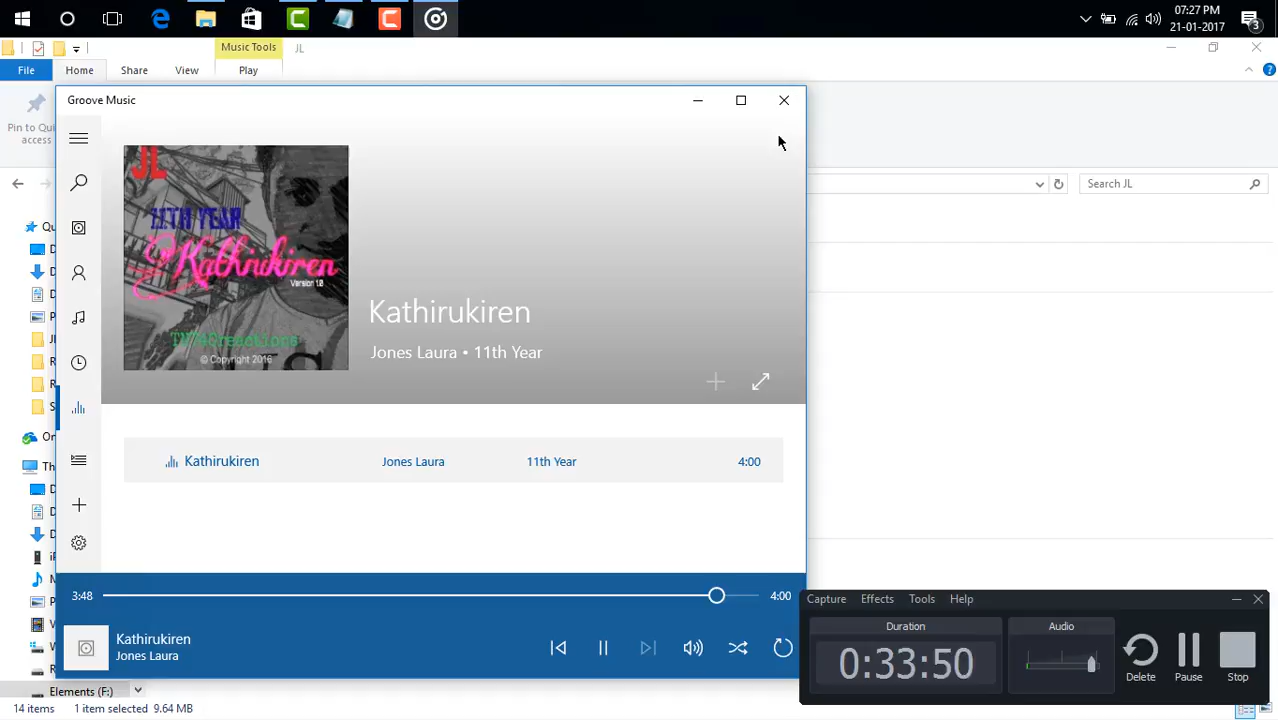 07:27 PM
21-01-2017
3
Music Tools
JL
File
Home
Share
View
Play
Groove Music
Pin to Qui
access
Search JL
JL
11TH YEAR
Kathirukiren
Version 1.0
© Copyright 2016
Kathirukiren
Jones Laura • 11th Year
Kathirukiren
Jones Laura
11th Year
4:00
3:48
4:00
Kathirukiren
Jones Laura
Capture
Effects
Tools
Help
Duration
Audio
0:33:50
Delete
Pause
Stop
Elements (F:)
14 items
1 item selected
9.64 MB